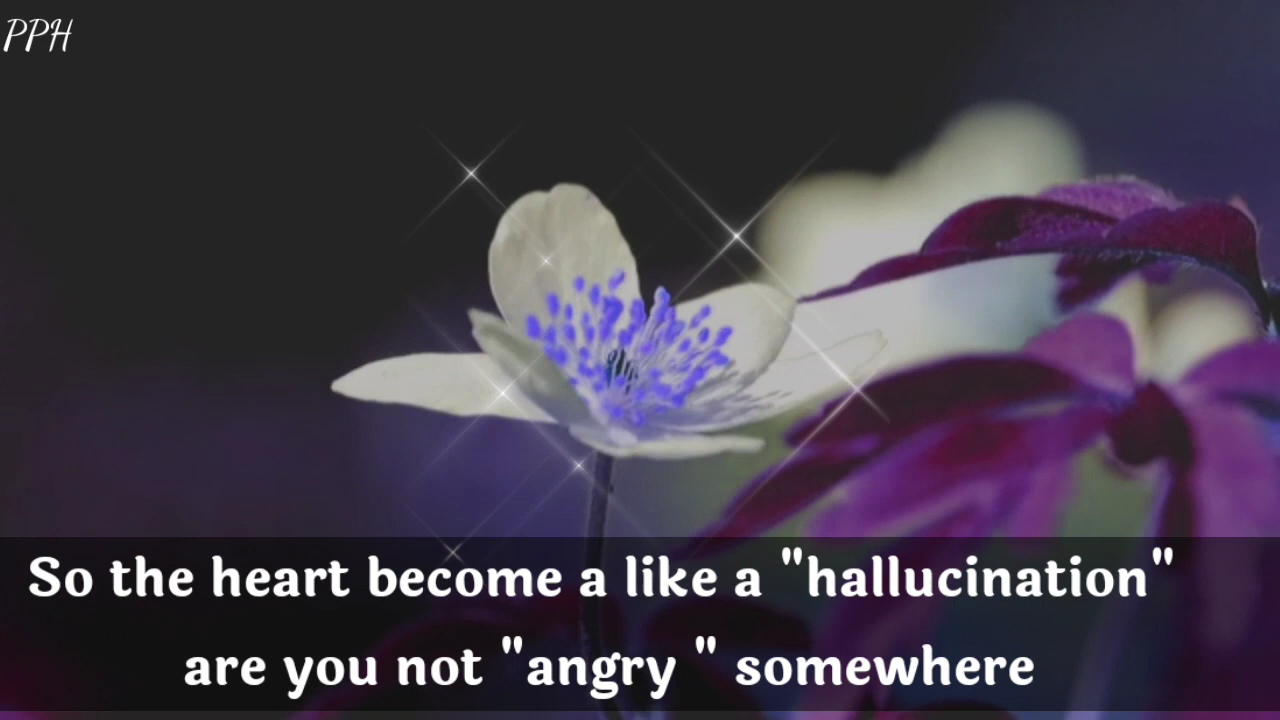 PPH
So the heart become a like a "hallucination"
are you not "angry " somewhere